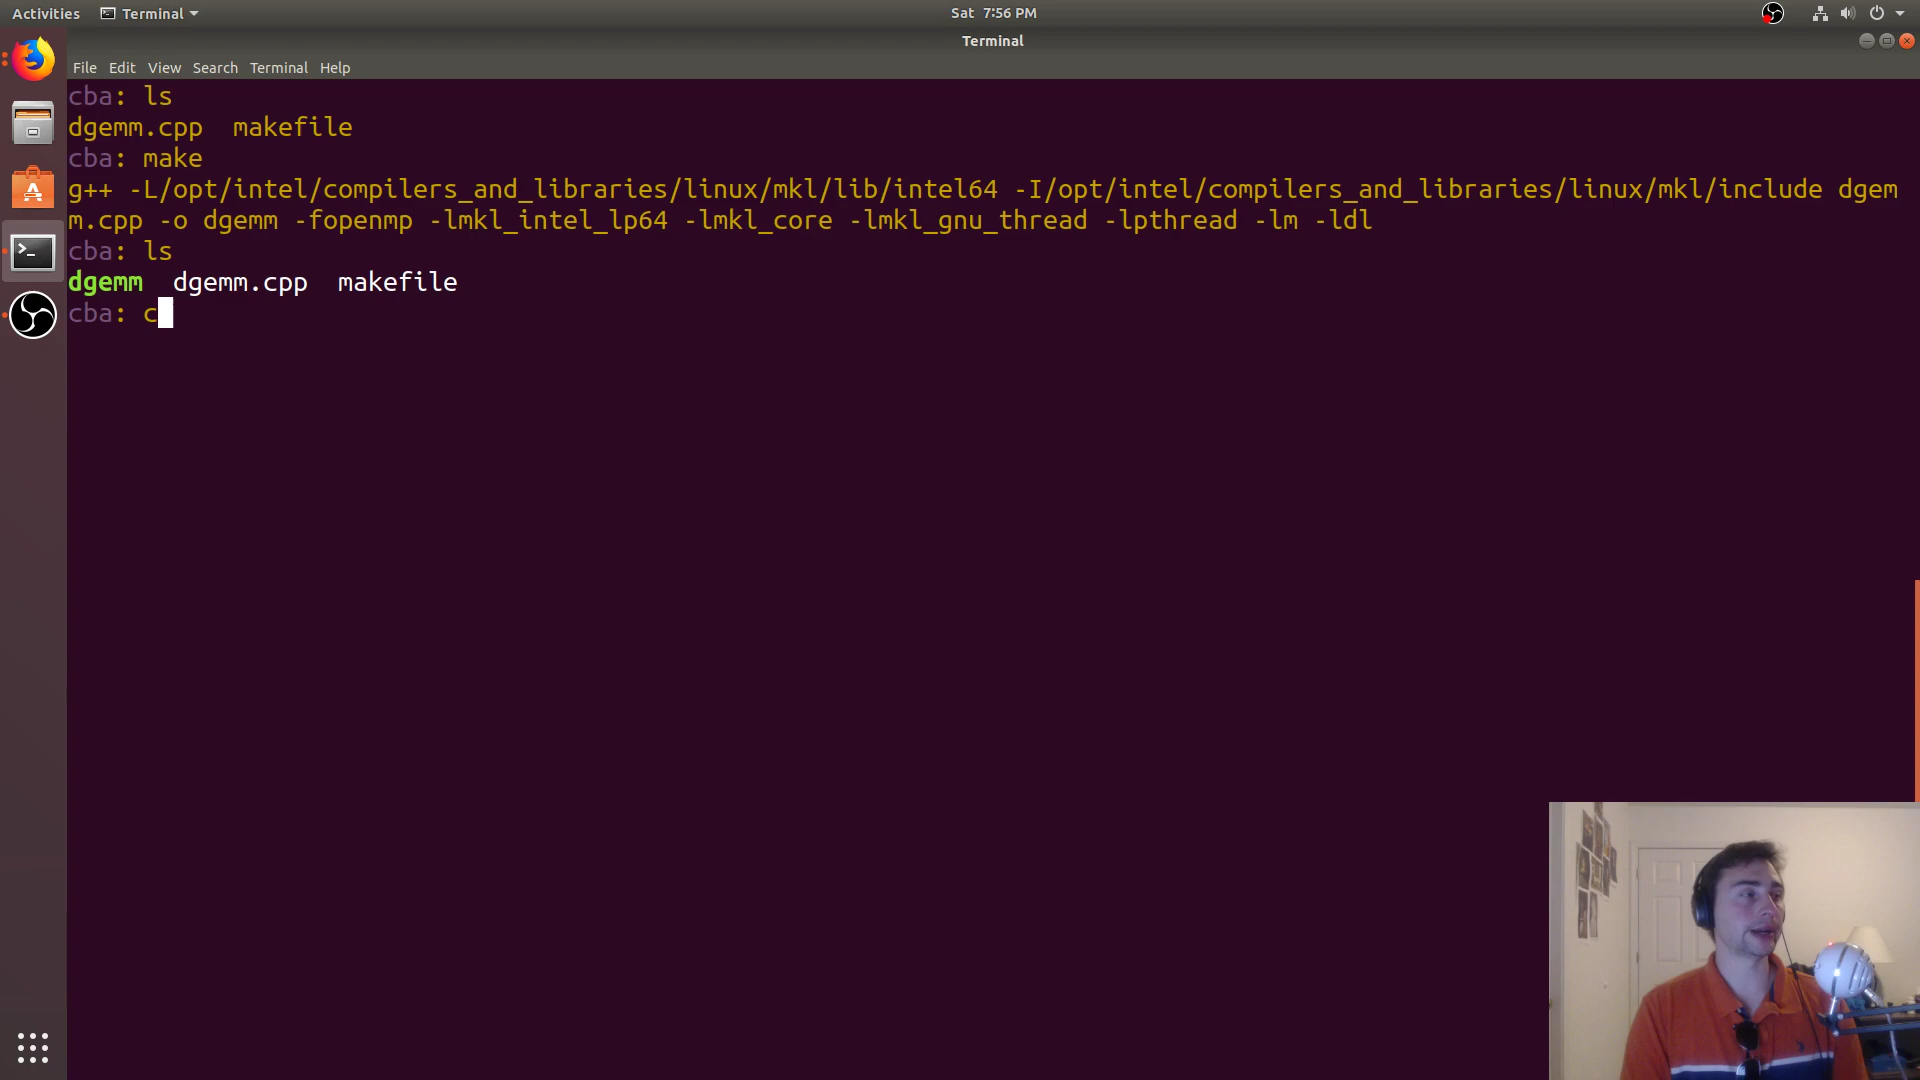 Activities Terminal Sat 7:56 PM
Terminal
File Edit View Search Terminal Help
cba: ls
dgemm.cpp makefile
cba: make
g++ -L/opt/intel/compilers_and_libraries/linux/mkl/lib/intel64 -I/opt/intel/compilers_and_libraries/linux/mkl/include dgem
m.cpp -o dgemm -fopenmp -lmkl_intel_lp64 -lmkl_core -lmkl_gnu_thread -lpthread -lm -ldl
cba: ls
dgemm dgemm.cpp makefile
cba: c